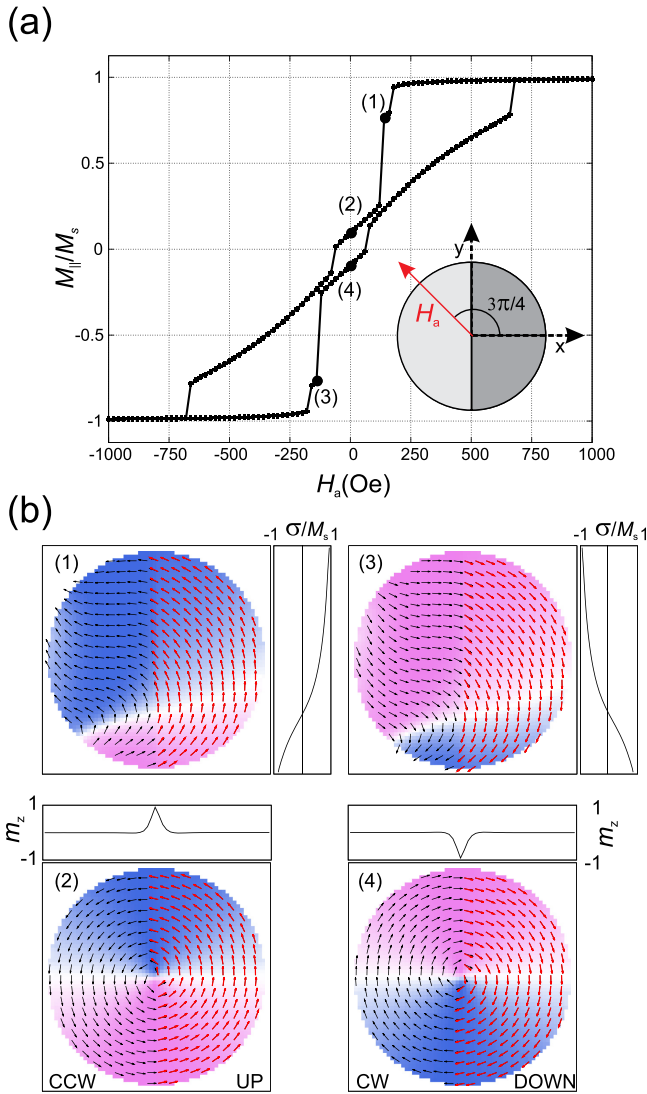 (a)
M||/Ms
1
0.5
0
-0.5
-1
-1000 -750 -500 -250 0 250 500 750 1000
Ha(Oe)
(1)
(2)
(4)
(3)
y
3π/4
Ha
x
(b)
-1 σ/Ms 1
-1 σ/Ms 1
(1)
(3)
1
mz
-1
1
mz
-1
(2)
CCW UP
(4)
CW DOWN